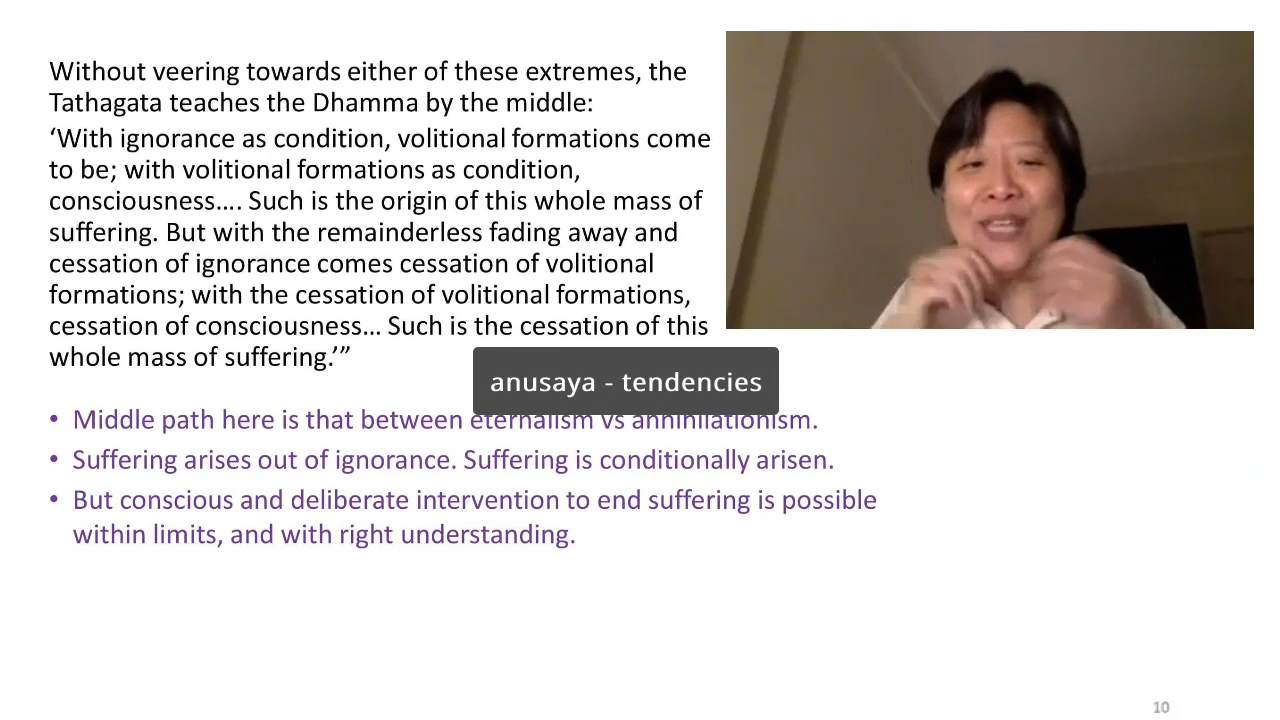 Without veering towards either of these extremes, the
Tathagata teaches the Dhamma by the middle:
‘With ignorance as condition, volitional formations come
to be; with volitional formations as condition,
consciousness…. Such is the origin of this whole mass of
suffering. But with the remainderless fading away and
cessation of ignorance comes cessation of volitional
formations; with the cessation of volitional formations,
cessation of consciousness… Such is the cessation of this
whole mass of suffering.’”
anusaya - tendencies
• Middle path here is that between eternalism vs annihilationism.
• Suffering arises out of ignorance. Suffering is conditionally arisen.
• But conscious and deliberate intervention to end suffering is possible
within limits, and with right understanding.
10